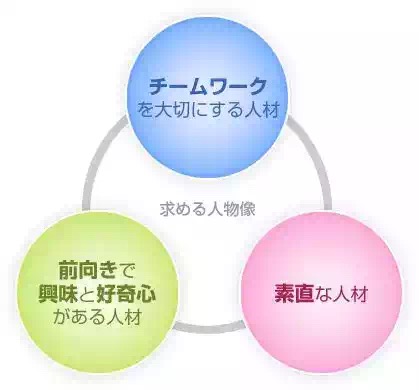 チームワーク
を大切にする人材
求める人物像
前向きで
興味と好奇心
がある人材
素直な人材